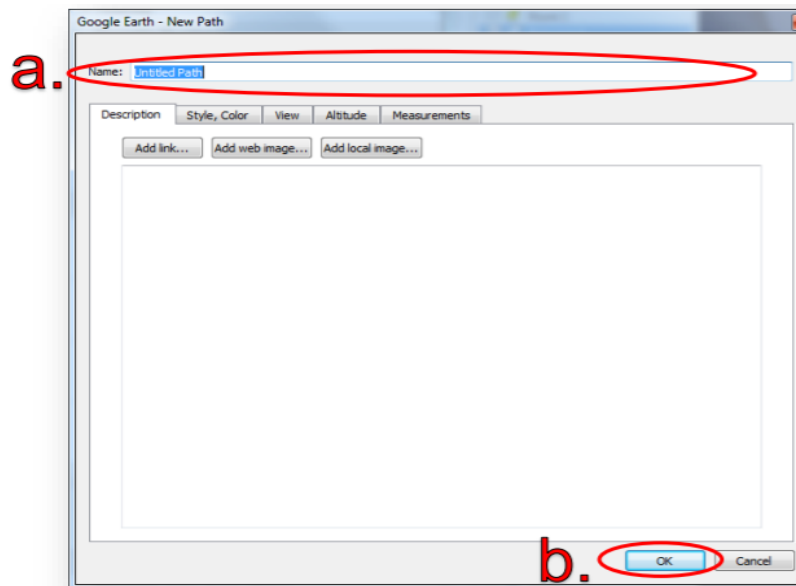 Google Earth - New Path
a.
Name: Untitled Path
Description Style, Color View Altitude Measurements
Add link... Add web image... Add local image...
b.
OK Cancel